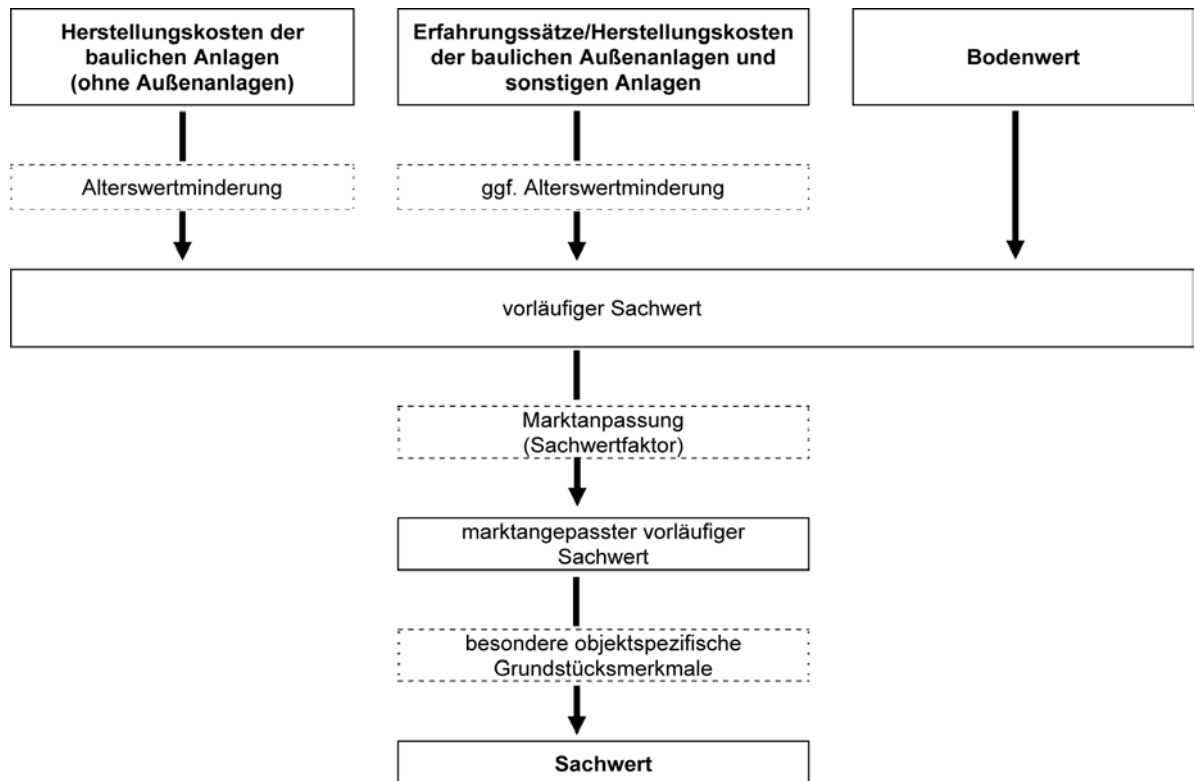 Herstellungskosten der
baulichen Anlagen
(ohne Außenanlagen)
Erfahrungssätze/Herstellungskosten
der baulichen Außenanlagen und
sonstigen Anlagen
Bodenwert
Alterswertminderung
ggf. Alterswertminderung
vorläufiger Sachwert
Marktanpassung
(Sachwertfaktor)
marktangepasster vorläufiger
Sachwert
besondere objektspezifische
Grundstücksmerkmale
Sachwert